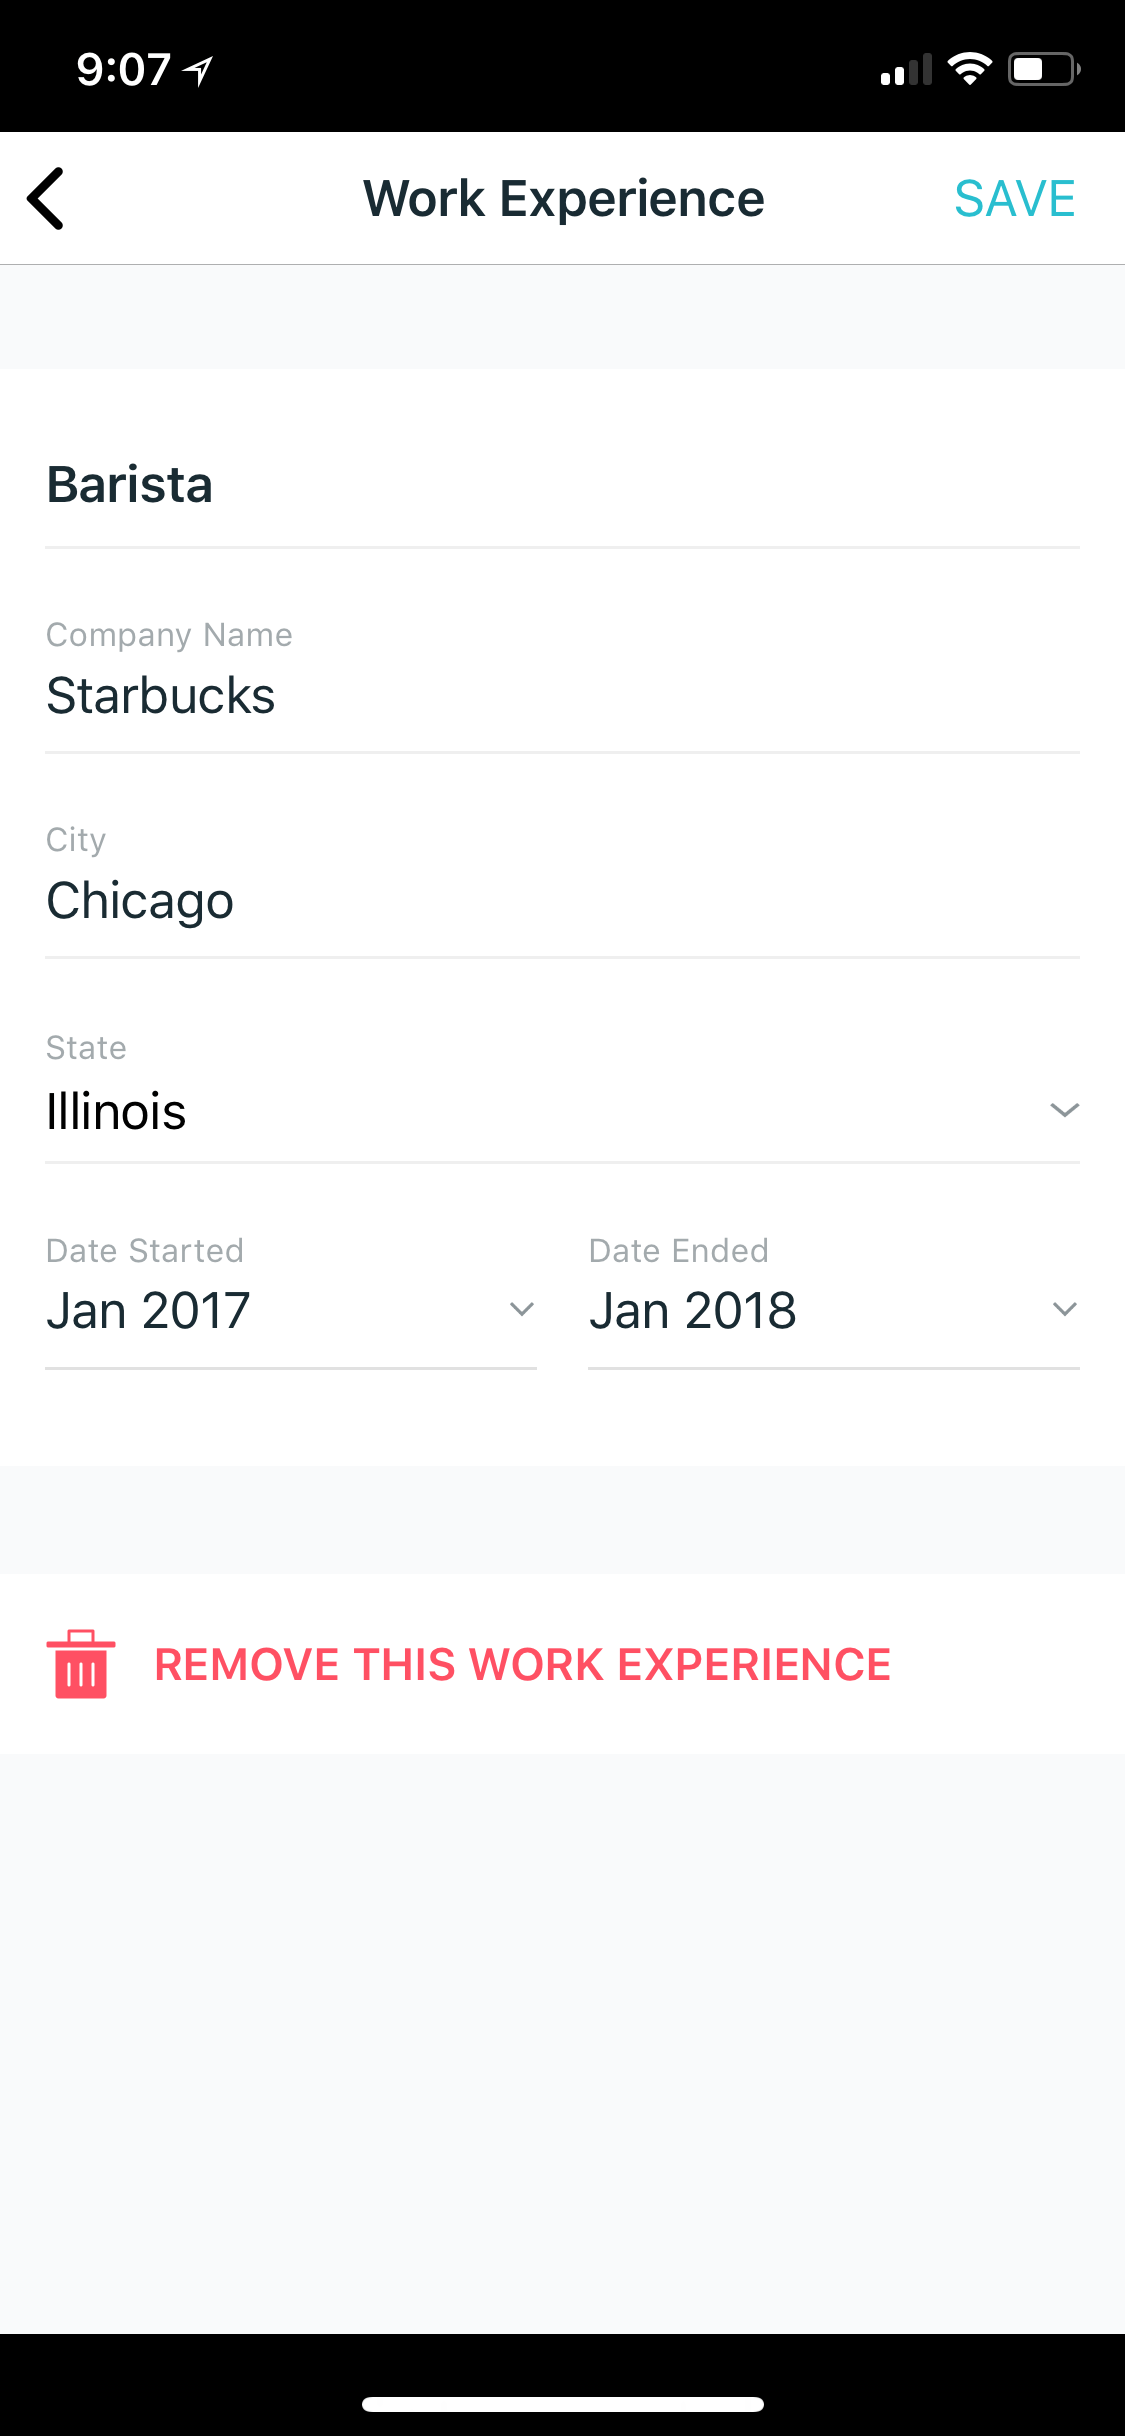 9:07
Work Experience
SAVE
Barista
Company Name
Starbucks
City
Chicago
State
Illinois
Date Started
Date Ended
Jan 2017
Jan 2018
REMOVE THIS WORK EXPERIENCE